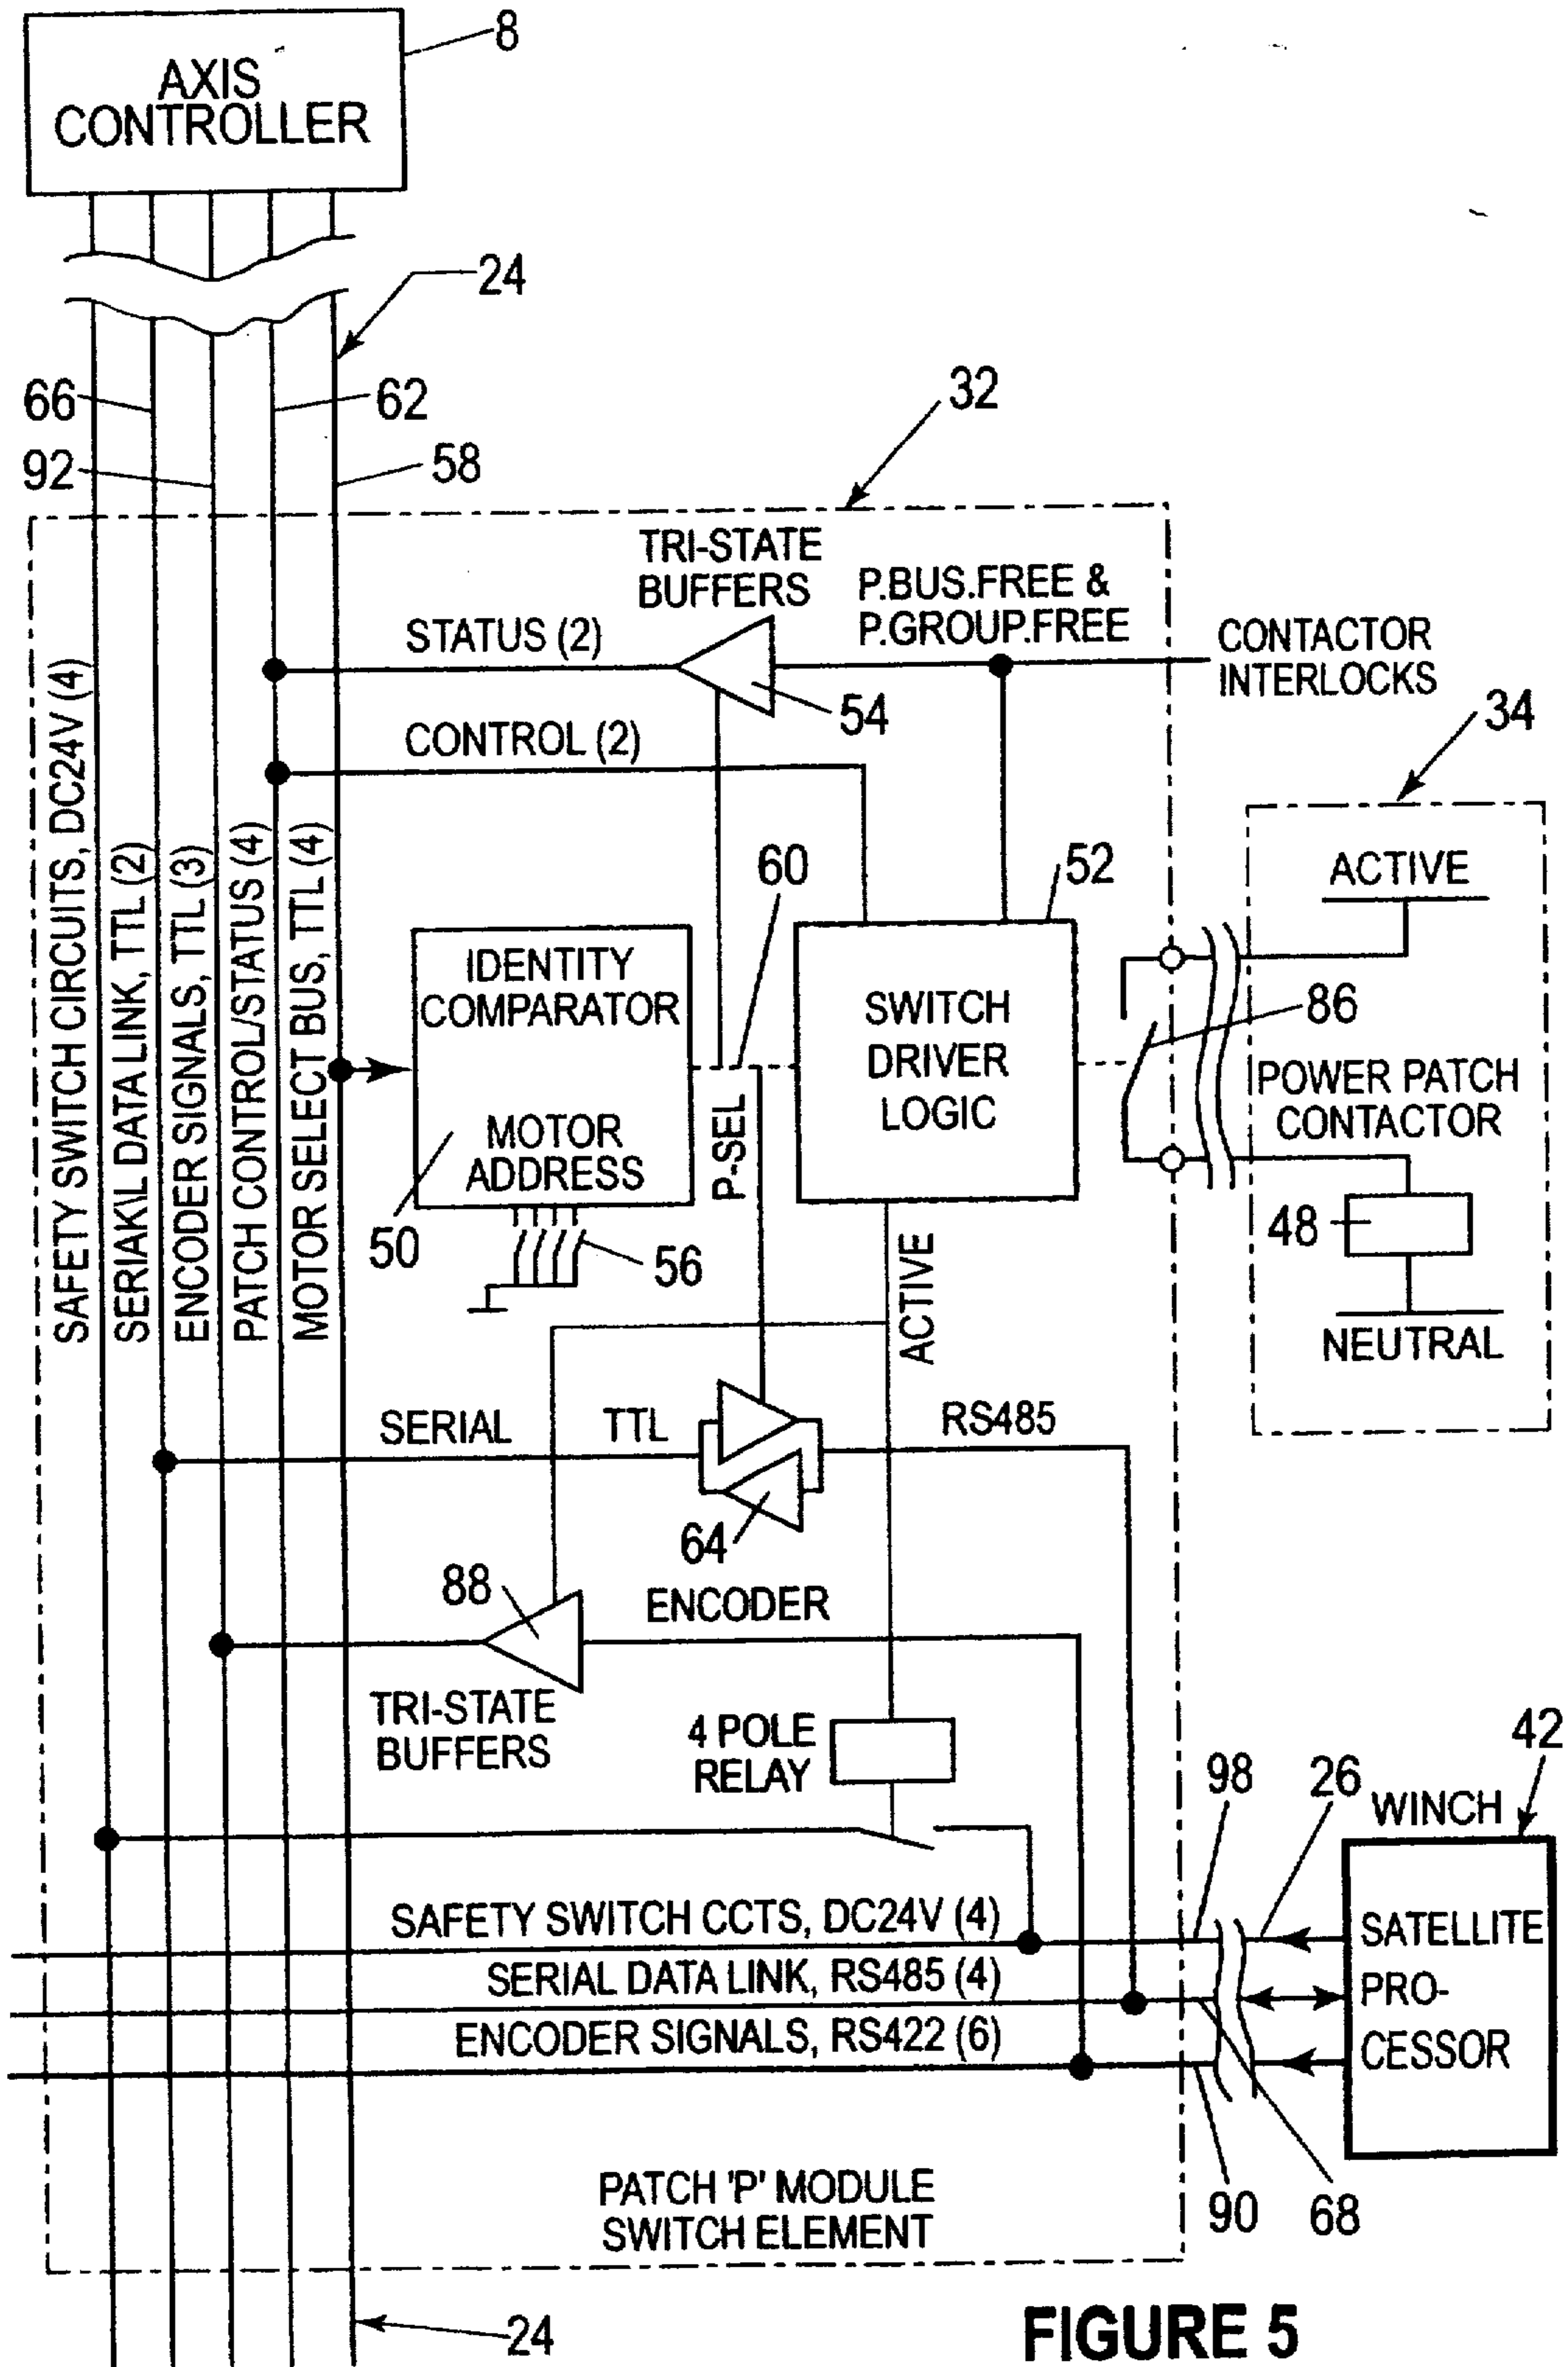 8
AXIS
CONTROLLER
24
66
62
92
58
32
TRI-STATE
BUFFERS
P.BUS.FREE &
P.GROUP.FREE
STATUS (2)
CONTACTOR
INTERLOCKS
54
CONTROL (2)
34
SAFETY SWITCH CIRCUITS, DC24V (4)
SERIAKL DATA LINK, TTL (2)
ENCODER SIGNALS, TTL (3)
PATCH CONTROL/STATUS (4)
MOTOR SELECT BUS, TTL (4)
60
52
ACTIVE
IDENTITY
COMPARATOR
SWITCH
DRIVER
LOGIC
86
POWER PATCH
CONTACTOR
MOTOR
ADDRESS
P-SEL
50
56
48
ACTIVE
NEUTRAL
SERIAL
TTL
RS485
64
88
ENCODER
TRI-STATE
BUFFERS
4 POLE
RELAY
98
26
42
WINCH
SAFETY SWITCH CCTS, DC24V (4)
SATELLITE
SERIAL DATA LINK, RS485 (4)
PRO-
ENCODER SIGNALS, RS422 (6)
CESSOR
PATCH 'P' MODULE
SWITCH ELEMENT
90
68
24
FIGURE 5